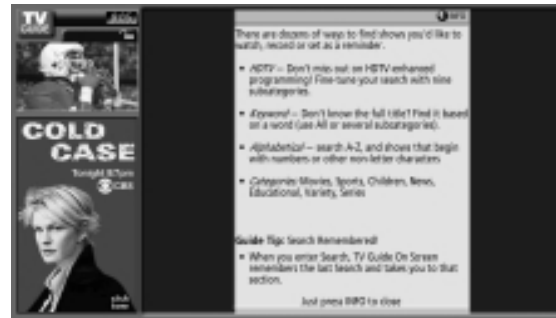 TV
GUIDE
INFO
There are dozens of ways to find shows you'd like to
watch, record or set as a reminder.
• HDTV – Don't miss out on HDTV-enhanced
programming! Fine-tune your search with nine
subcategories.
• Keyword – Don't know the full title? Find it based
on a word (use All or several subcategories).
• Alphabetical – search A-Z, and shows that begin
with numbers or other non-letter characters
• Categories: Movies, Sports, Children, News,
Educational, Variety, Series
Guide Tip: Search Remembered!
• When you enter Search, TV Guide On Screen
remembers the last Search and takes you to that
section.
Just press INFO to close
COLD
CASE
Tonight 8/7pm
CBS